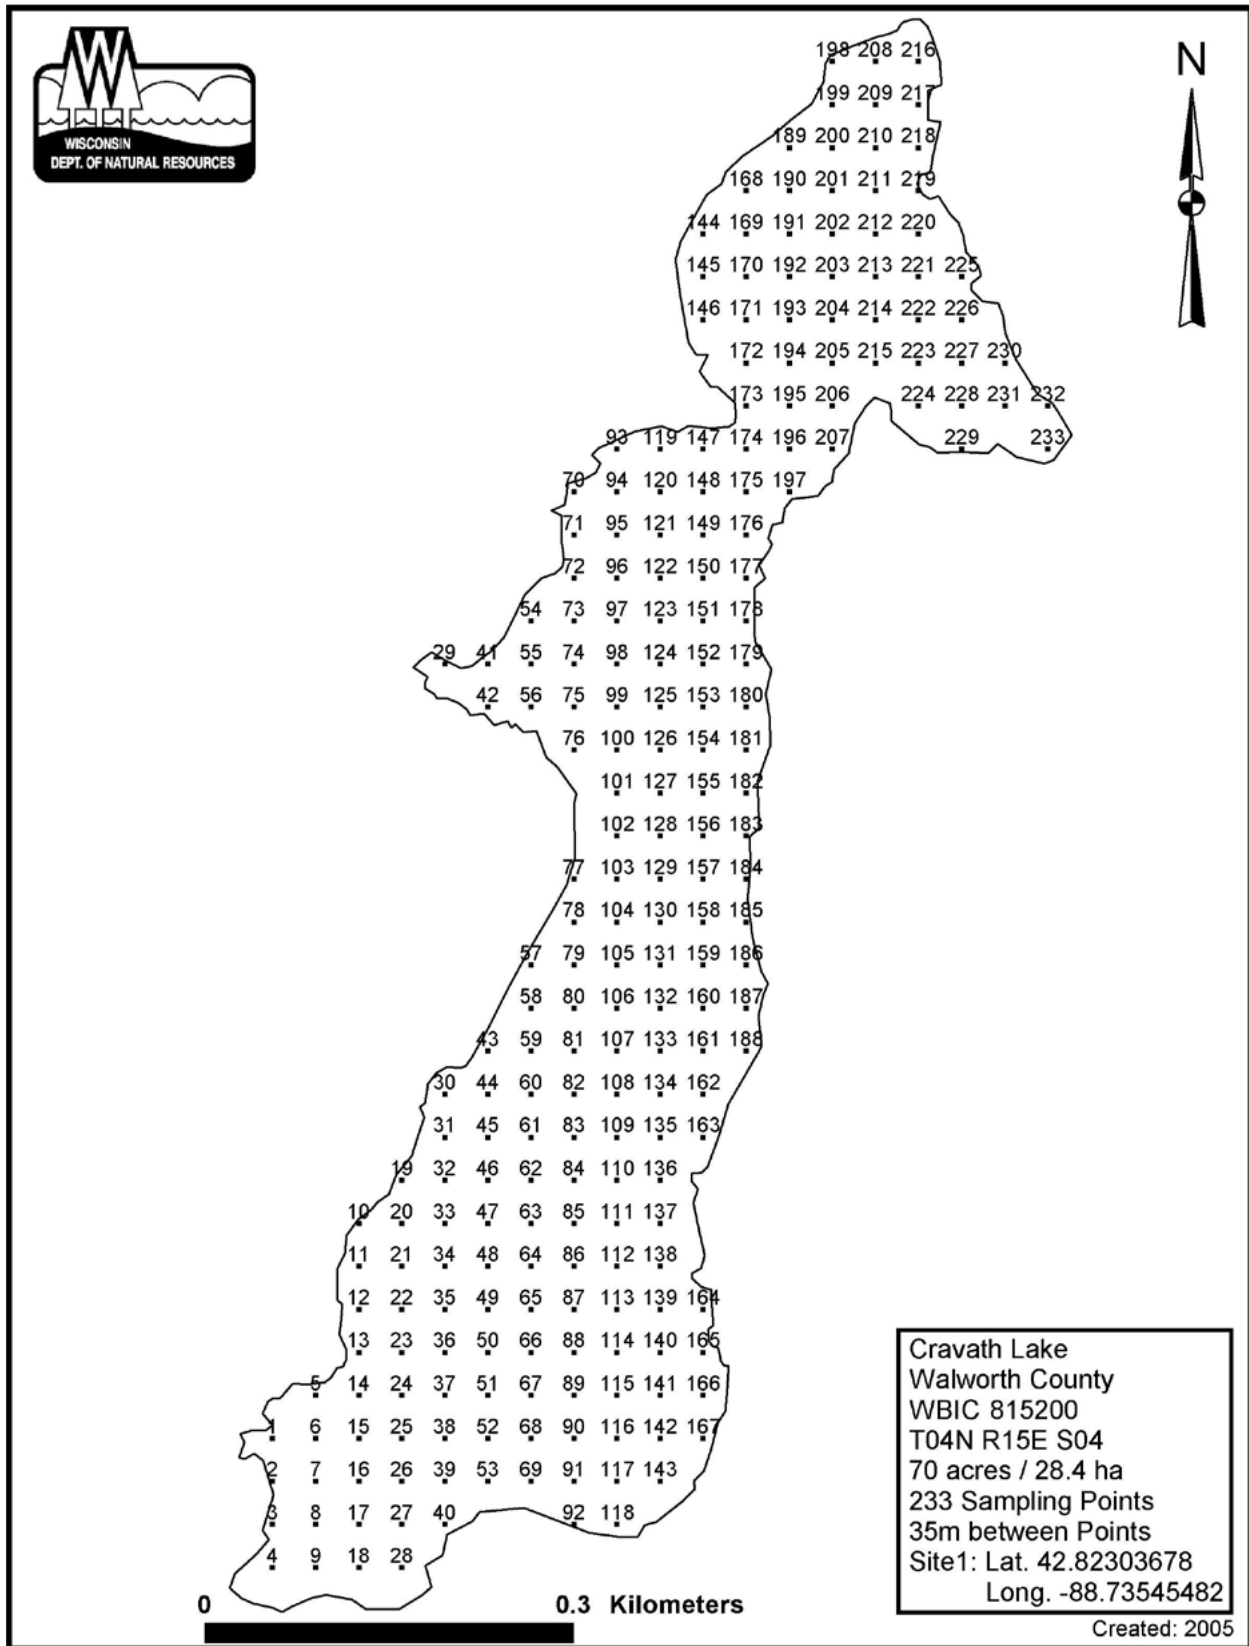 W
WISCONSIN
DEPT. OF NATURAL RESOURCES
N
198 208 216
199 209 217
189 200 210 218
168 190 201 211 219
144 169 191 202 212 220
145 170 192 203 213 221 225
146 171 193 204 214 222 226
172 194 205 215 223 227 230
173 195 206 224 228 231 232
93 119 147 174 196 207 229 233
70 94 120 148 175 197
71 95 121 149 176
72 96 122 150 177
54 73 97 123 151 178
29 41 55 74 98 124 152 179
42 56 75 99 125 153 180
76 100 126 154 181
101 127 155 182
102 128 156 183
77 103 129 157 184
78 104 130 158 185
57 79 105 131 159 186
58 80 106 132 160 187
43 59 81 107 133 161 188
30 44 60 82 108 134 162
31 45 61 83 109 135 163
19 32 46 62 84 110 136
10 20 33 47 63 85 111 137
11 21 34 48 64 86 112 138
12 22 35 49 65 87 113 139 164
13 23 36 50 66 88 114 140 165
5 14 24 37 51 67 89 115 141 166
1 6 15 25 38 52 68 90 116 142 167
2 7 16 26 39 53 69 91 117 143
3 8 17 27 40 92 118
4 9 18 28
0 0.3 Kilometers
Cravath Lake
Walworth County
WBIC 815200
T04N R15E S04
70 acres / 28.4 ha
233 Sampling Points
35m between Points
Site1: Lat. 42.82303678
Long. -88.73545482
Created: 2005